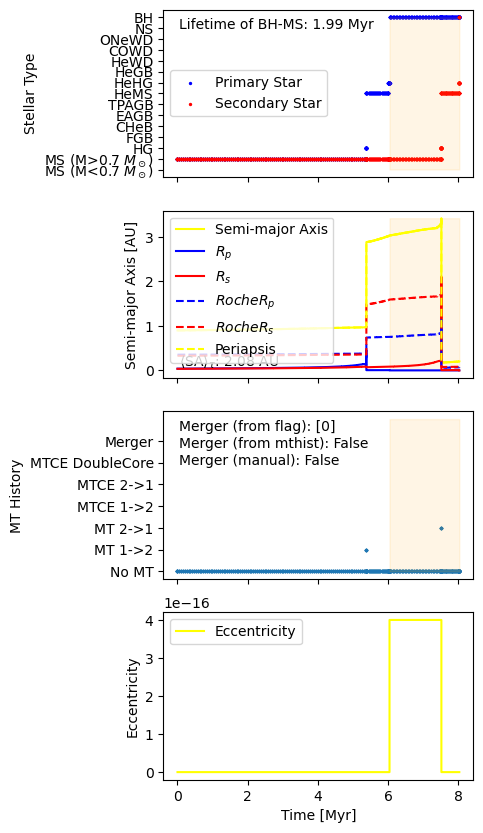 Stellar Type
BH
NS
ONeWD
COWD
HeWD
HeGB
HeHG
HeMS
TPAGB
EAGB
CHeB
FGB
HG
MS (M>0.7 M⊙)
MS (M<0.7 M⊙)
Lifetime of BH-MS: 1.99 Myr
Primary Star
Secondary Star
Semi-major Axis [AU]
3
2
1
0
Semi-major Axis
Rp
Rs
RocheRp
RocheRs
Periapsis
2.08 AU
MT History
Merger
MTCE DoubleCore
MTCE 2->1
MTCE 1->2
MT 2->1
MT 1->2
No MT
Merger (from flag): [0]
Merger (from mthist): False
Merger (manual): False
1e−16
Eccentricity
4
3
2
1
0
Eccentricity
0 2 4 6 8
Time [Myr]